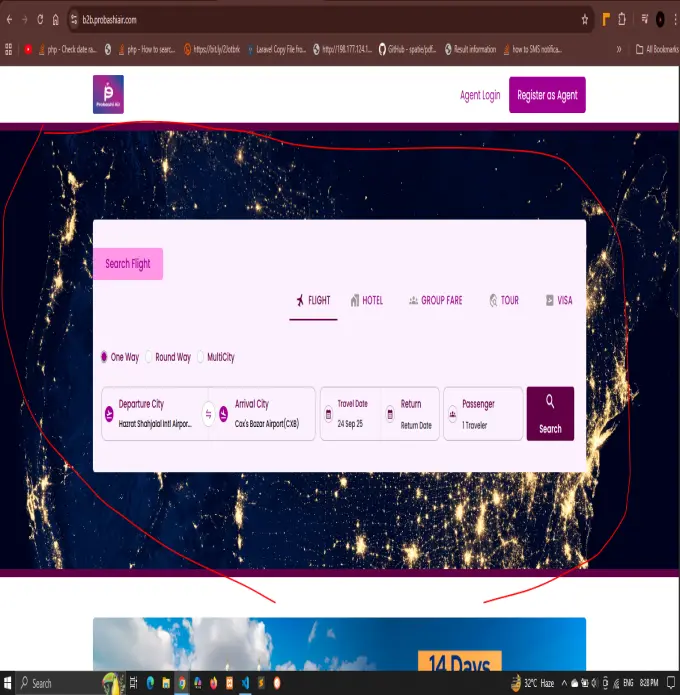 b2b.probashiair.com
php - Check date ra...
php - How to searc...
https://bit.ly/2Jotbrk
Laravel Copy File fro...
http://198.177.124.1...
GitHub - spatie/pdf...
Result information
how to SMS notifica...
»
All Bookmarks
Probashi Air
Agent Login
Register as Agent
Search Flight
FLIGHT
HOTEL
GROUP FARE
TOUR
VISA
One Way
Round Way
MultiCity
Departure City
Hazrat Shahjalal Intl Airpor...
Arrival City
Cox's Bazar Airport(CXB)
Travel Date
24 Sep 25
Return
Return Date
Passenger
1 Traveler
Search
14 Days
Search
32°C Haze
ENG
8:28 PM